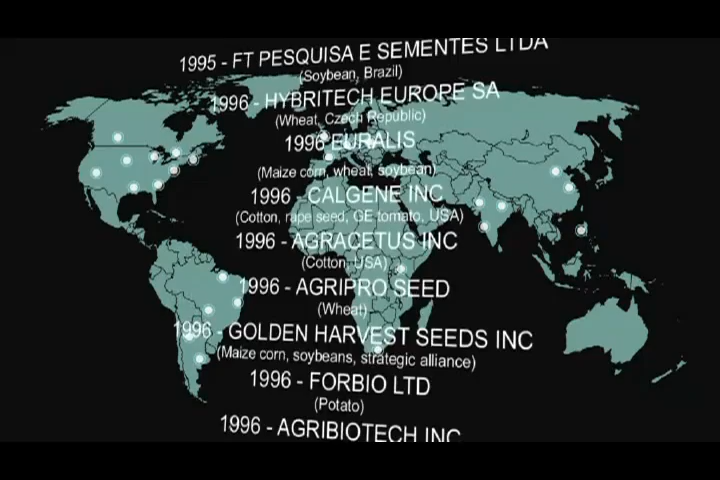 1995 - FT PESQUISA E SEMENTES LTDA
(Soybean, Brazil)
1996 - HYBRITECH EUROPE SA
(Wheat, Czech Republic)
1996 EURALIS
(Maize corn, wheat, soybean)
1996 - CALGENE INC
(Cotton, rape seed, GE tomato, USA)
1996 - AGRACETUS INC
(Cotton, USA)
1996 - AGRIPRO SEED
(Wheat)
1996 - GOLDEN HARVEST SEEDS INC
(Maize corn, soybeans, strategic alliance)
1996 - FORBIO LTD
(Potato)
1996 - AGRIBIOTECH INC